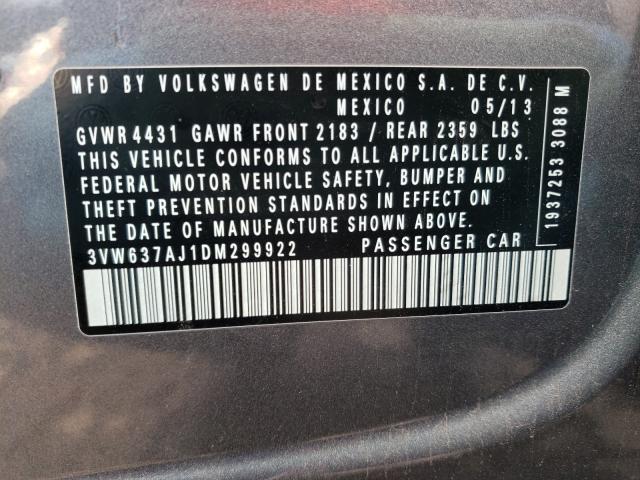 MFD BY VOLKSWAGEN DE MEXICO S.A. DE C.V.
MEXICO 05/13
GVWR 4431 GAWR FRONT 2183 / REAR 2359 LBS
THIS VEHICLE CONFORMS TO ALL APPLICABLE U.S.
FEDERAL MOTOR VEHICLE SAFETY, BUMPER AND
THEFT PREVENTION STANDARDS IN EFFECT ON
THE DATE OF MANUFACTURE SHOWN ABOVE.
3VW637AJ1DM299922 PASSENGER CAR
1937253 3088 M